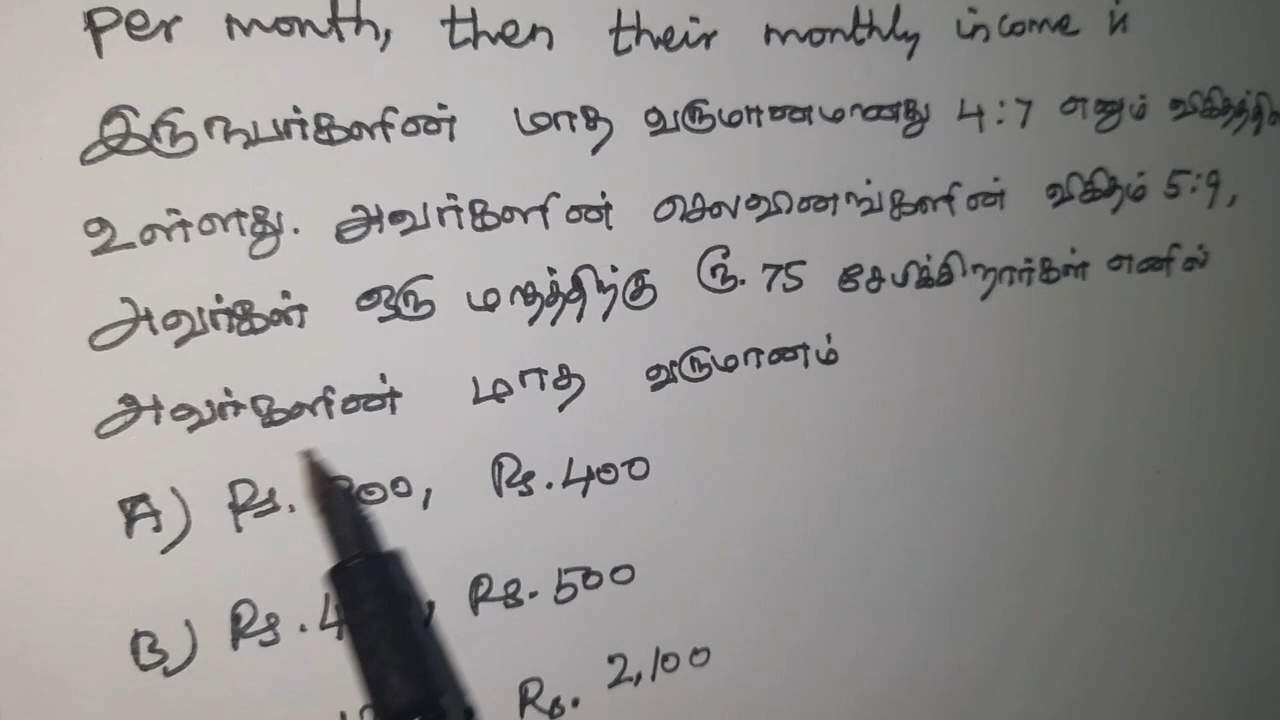 Per month, then their monthly income is
இரு நபர்களின் மாத வருமானமானது 4:7 எனும் விகிதத்தில்
உள்ளது. அவர்களின் செலவினங்களின் விகிதம் 5:9,
அவர்கள் ஒரு மாதத்திற்கு ரூ. 75 சேமிக்கிறார்கள் எனில்
அவர்களின் மாத வருமானம்
A) Rs. Rs.400
B) Rs. Rs. 500
Rs. 2,100